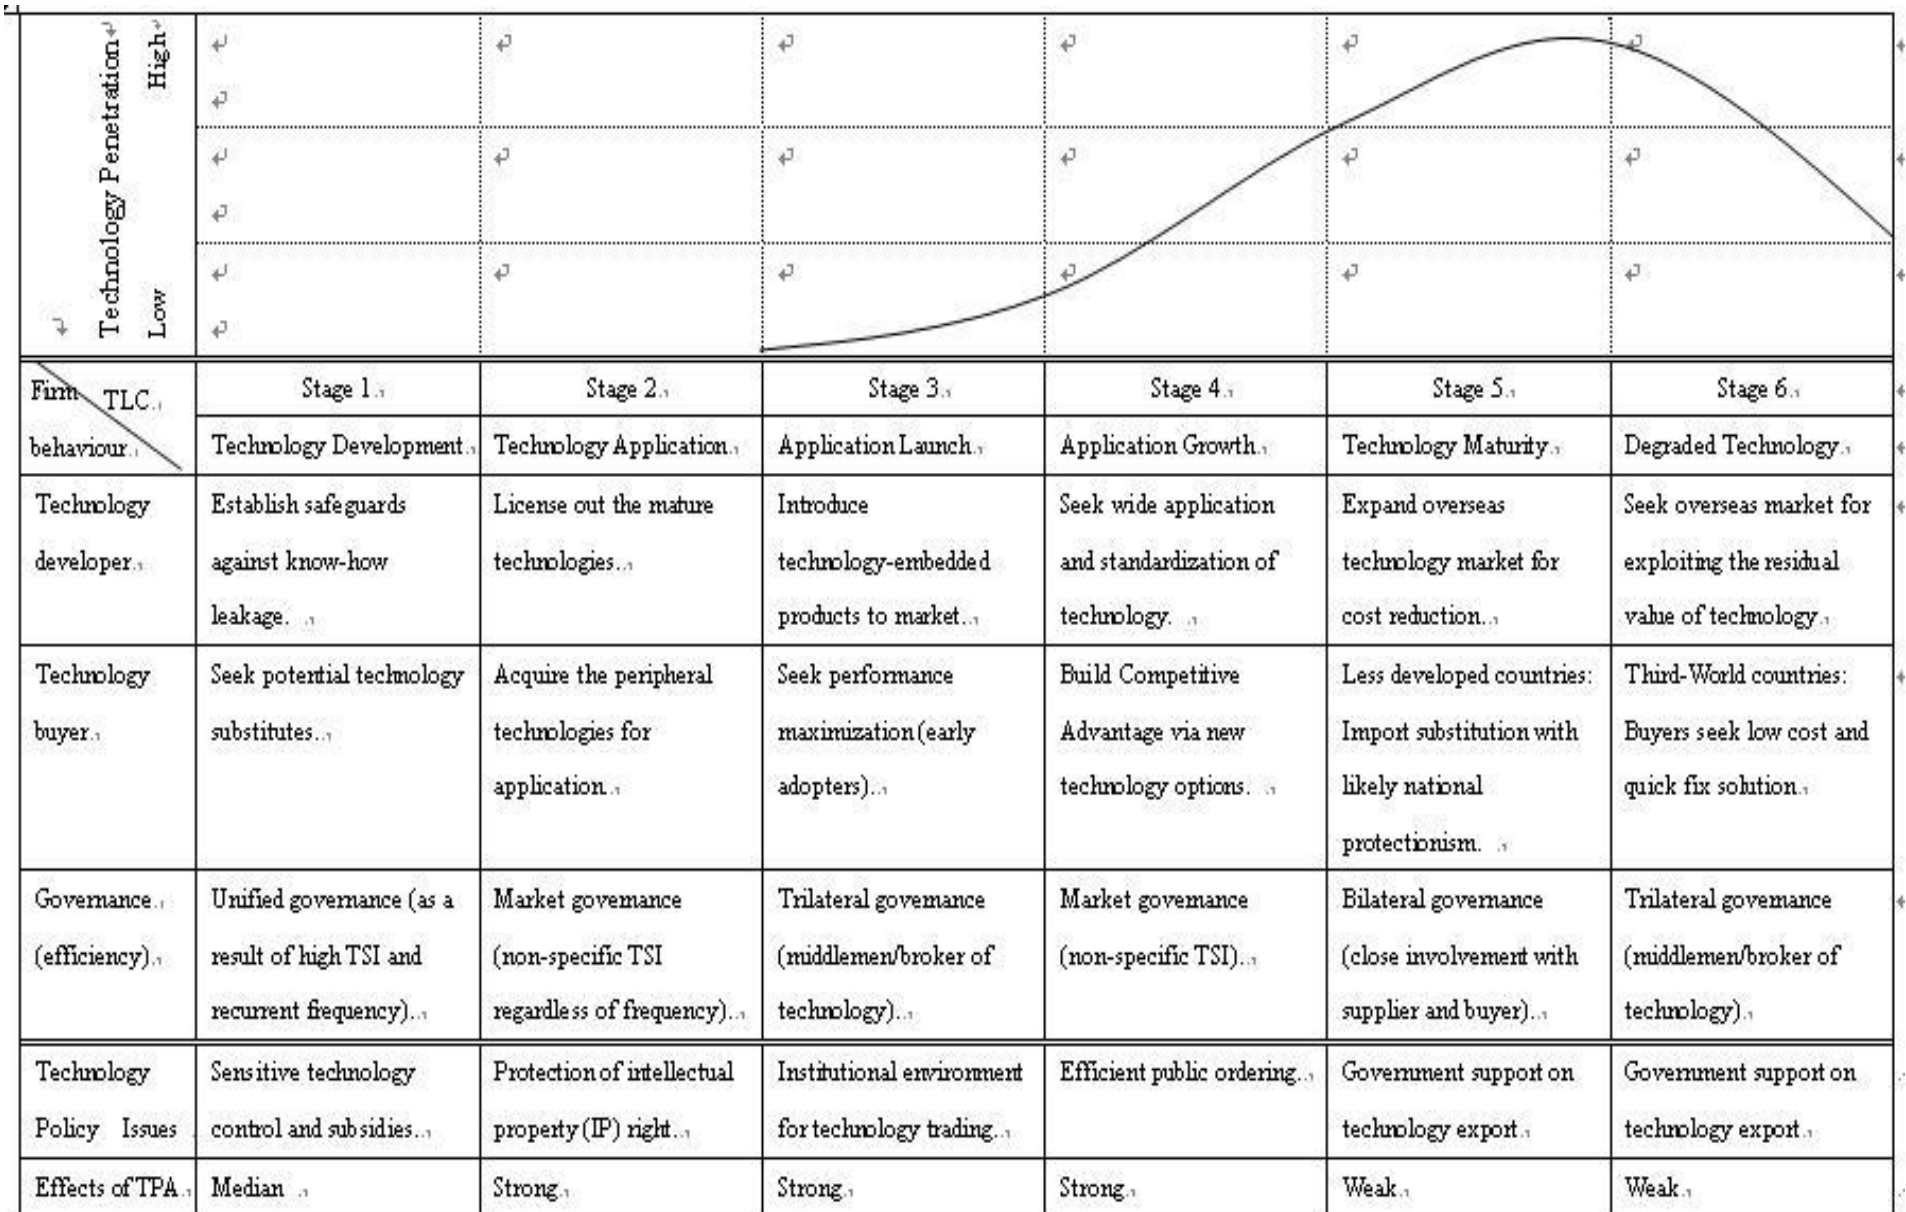 Technology Penetration
Low High
Firm TLC
behaviour.
Stage 1. Stage 2. Stage 3. Stage 4. Stage 5. Stage 6.
Technology Development. Technology Application. Application Launch. Application Growth. Technology Maturity. Degraded Technology.
Technology
developer.
Establish safeguards
against know-how
leakage.
License out the mature
technologies.
Introduce
technology-embedded
products to market.
Seek wide application
and standardization of
technology.
Expand overseas
technology market for
cost reduction.
Seek overseas market for
exploiting the residual
value of technology.
Technology
buyer.
Seek potential technology
substitutes.
Acquire the peripheral
technologies for
application.
Seek performance
maximization (early
adopters).
Build Competitive
Advantage via new
technology options.
Less developed countries:
Import substitution with
likely national
protectionism.
Third-World countries:
Buyers seek low cost and
quick fix solution.
Governance.
(efficiency).
Unified governance (as a
result of high TSI and
recurrent frequency).
Market governance
(non-specific TSI
regardless of frequency).
Trilateral governance
(middlemen/broker of
technology).
Market governance
(non-specific TSI).
Bilateral governance
(close involvement with
supplier and buyer).
Trilateral governance
(middlemen/broker of
technology).
Technology
Policy Issues
Sensitive technology
control and subsidies.
Protection of intellectual
property (IP) right.
Institutional environment
for technology trading.
Efficient public ordering.
Government support on
technology export.
Government support on
technology export.
Effects of TPA. Median Strong. Strong. Strong. Weak. Weak.